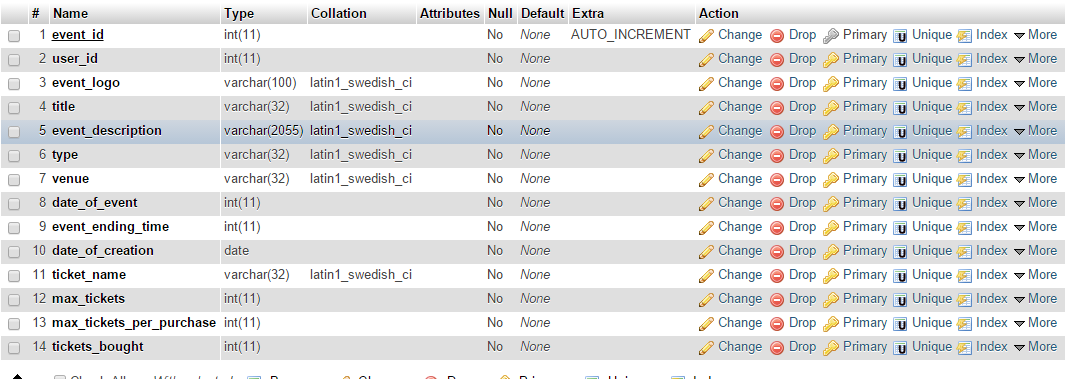 # Name Type Collation Attributes Null Default Extra Action
1 event_id int(11) No None AUTO_INCREMENT Change Drop Primary Unique Index More
2 user_id int(11) No None Change Drop Primary Unique Index More
3 event_logo varchar(100) latin1_swedish_ci No None Change Drop Primary Unique Index More
4 title varchar(32) latin1_swedish_ci No None Change Drop Primary Unique Index More
5 event_description varchar(2055) latin1_swedish_ci No None Change Drop Primary Unique Index More
6 type varchar(32) latin1_swedish_ci No None Change Drop Primary Unique Index More
7 venue varchar(32) latin1_swedish_ci No None Change Drop Primary Unique Index More
8 date_of_event int(11) No None Change Drop Primary Unique Index More
9 event_ending_time int(11) No None Change Drop Primary Unique Index More
10 date_of_creation date No None Change Drop Primary Unique Index More
11 ticket_name varchar(32) latin1_swedish_ci No None Change Drop Primary Unique Index More
12 max_tickets int(11) No None Change Drop Primary Unique Index More
13 max_tickets_per_purchase int(11) No None Change Drop Primary Unique Index More
14 tickets_bought int(11) No None Change Drop Primary Unique Index More